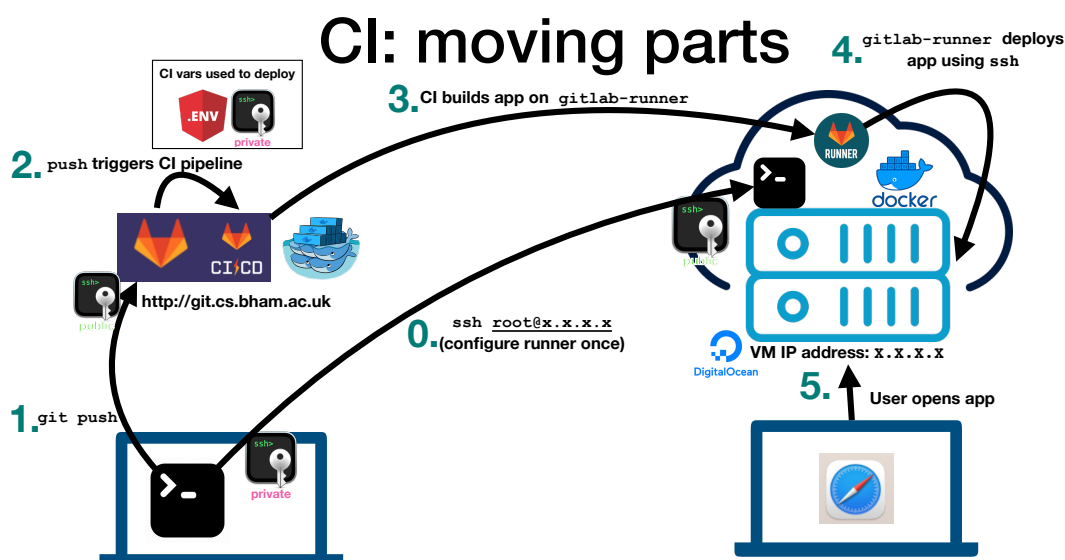 CI: moving parts
CI vars used to deploy
.ENV
ssh>
private
2. push triggers CI pipeline
3. CI builds app on gitlab-runner
4. gitlab-runner deploys
app using ssh
RUNNER
docker
ssh>
public
CI/CD
http://git.cs.bham.ac.uk
ssh>
public
0. ssh root@x.x.x.x
(configure runner once)
DigitalOcean
VM IP address: x.x.x.x
1. git push
ssh>
private
5. User opens app